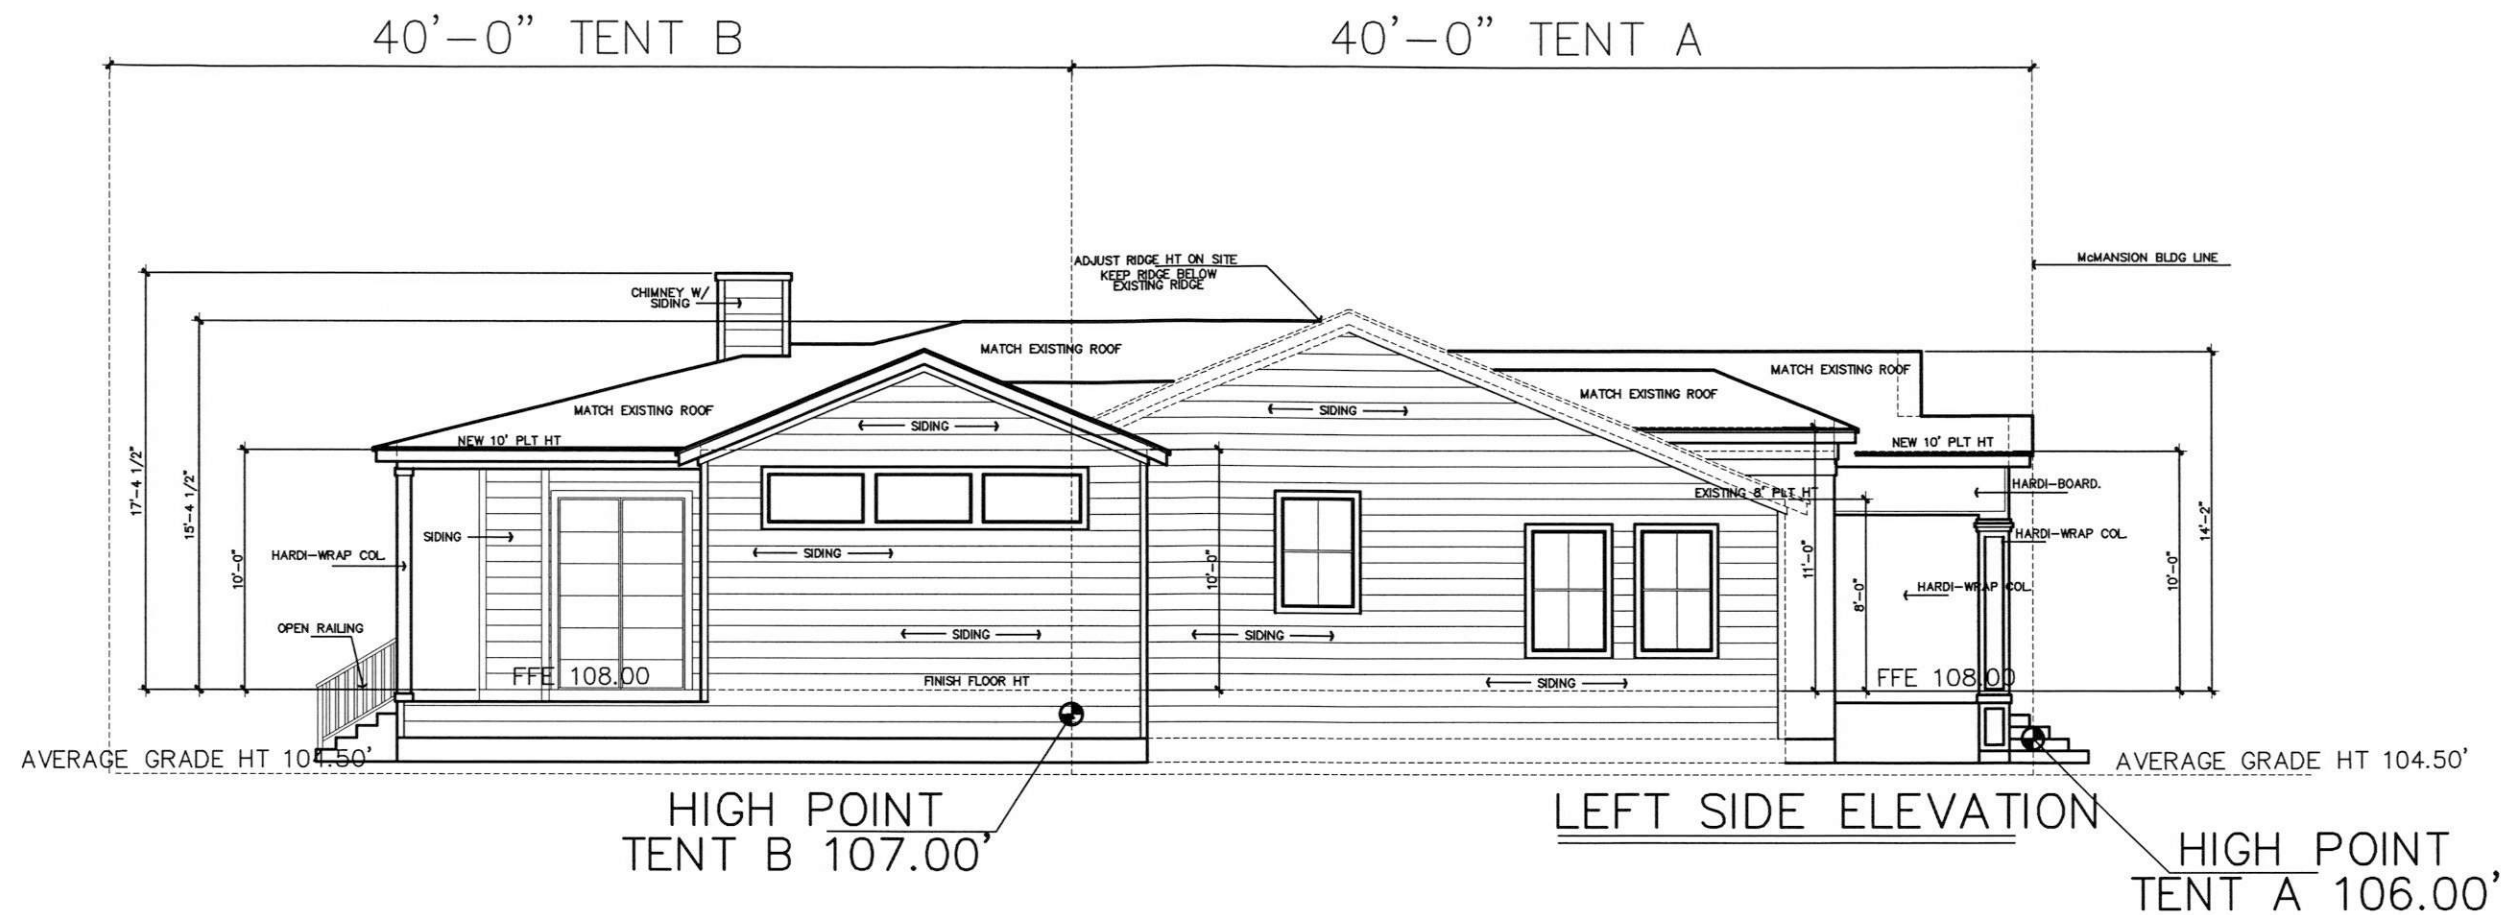 40'-0" TENT B
40'-0" TENT A
ADJUST RIDGE HT ON SITE
KEEP RIDGE BELOW
EXISTING RIDGE
McMANSION BLDG LINE
CHIMNEY W/
SIDING
MATCH EXISTING ROOF
MATCH EXISTING ROOF
MATCH EXISTING ROOF
MATCH EXISTING ROOF
SIDING
SIDING
NEW 10' PLT HT
NEW 10' PLT HT
17'-4 1/2"
15'-4 1/2"
10'-0"
EXISTING 8' PLT HT
HARDI-BOARD.
14'-2"
SIDING
HARDI-WRAP COL.
SIDING
HARDI-WRAP COL.
10'-0"
11'-0"
8'-0"
10'-0"
HARDI-WRAP COL.
OPEN RAILING
SIDING
SIDING
FFE 108.00
FINISH FLOOR HT
SIDING
FFE 108.00
AVERAGE GRADE HT 104.50'
AVERAGE GRADE HT 104.50'
HIGH POINT
TENT B 107.00'
LEFT SIDE ELEVATION
HIGH POINT
TENT A 106.00'